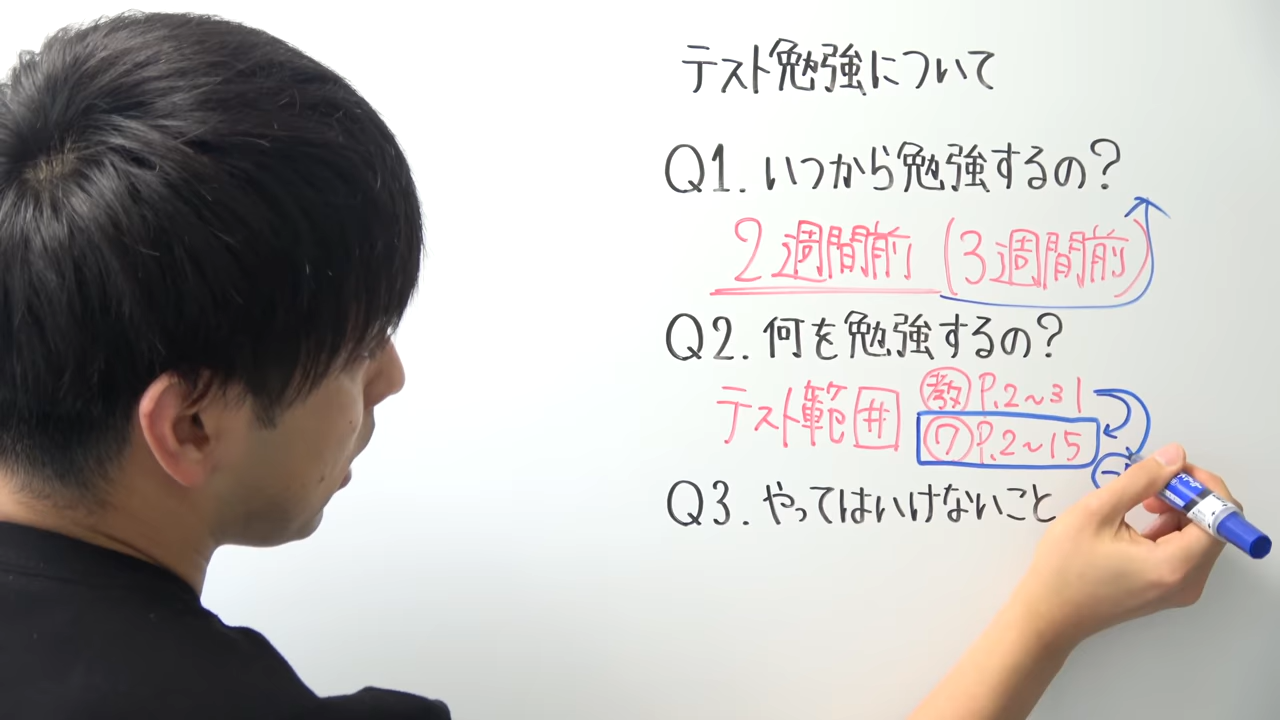 テスト勉強について
Q1. いつから勉強するの?
2週間前 (3週間前)
Q2. 何を勉強するの?
テスト範囲 教 P.2~31
ワ P.2~15
Q3. やってはいけないこと